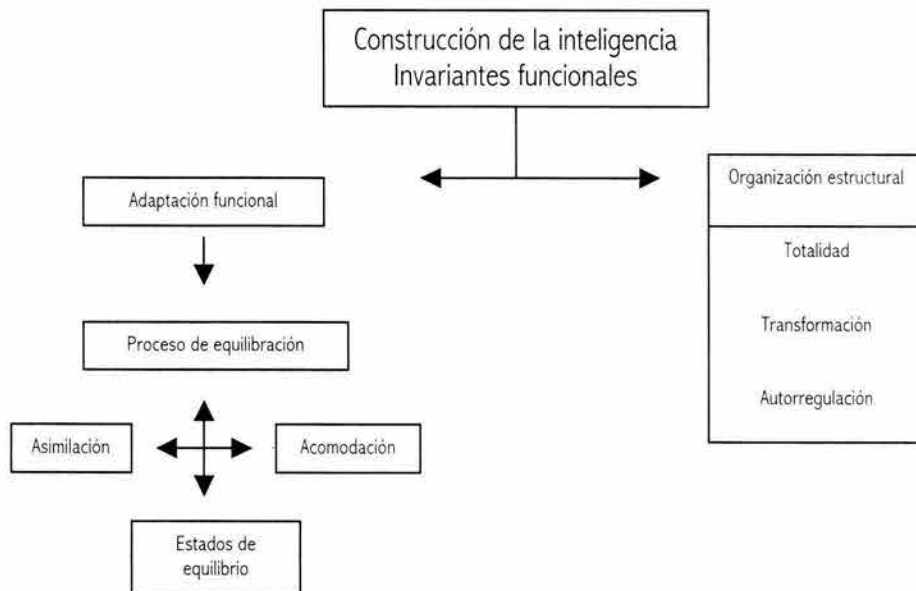 Construcción de la inteligencia
Invariantes funcionales
Adaptación funcional
Organización estructural
Totalidad
Transformación
Autorregulación
Proceso de equilibración
Asimilación
Acomodación
Estados de
equilibrio